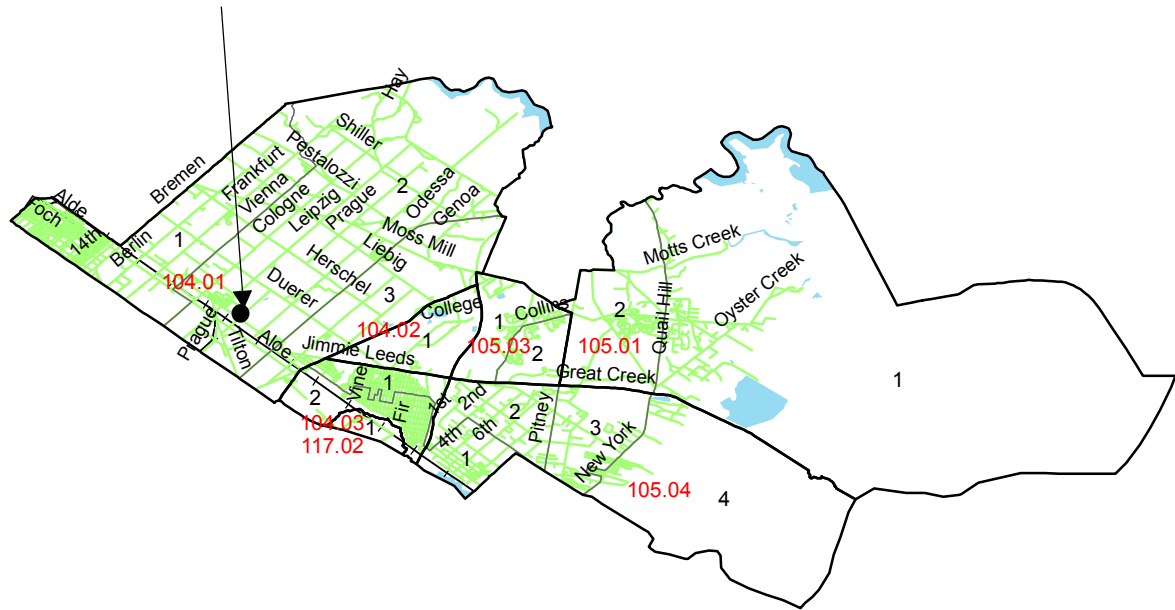 Hay
Shiller
Pestalozzi
Bremen
Frankfurt
Vienna
Cologne
Leipzig
Prague
2
Odessa
Genoa
Alde
Foch
14th
Berlin
1
Moss Mill
Liebig
Herschel
Duerer
3
104.01
Motts Creek
Oyster Creek
Quail Hill
2
College
Collins
1
104.02
1
105.03
2
105.01
Prague
Tilton
Aloe
Jimmie Leeds
Great Creek
1
1
Vine
Fir
2
1st
2nd
2
Pitney
3
New York
104.03
1
117.02
4th
6th
1
105.04
4